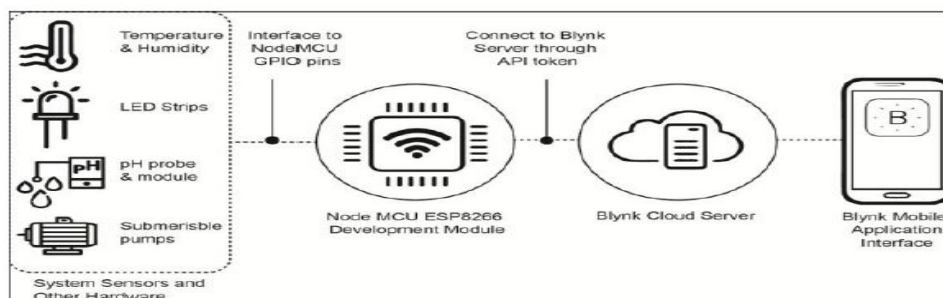 Temperature
& Humidity
LED Strips
pH
pH probe
& module
Submerisble
pumps
System Sensors and
Other Hardware
Interface to
NodeIMCU
GPIO pins
Node MCU ESP8266
Development Module
Connect to Blynk
Server through
API token
Blynk Cloud Server
B
Blynk Mobile
Application
Interface